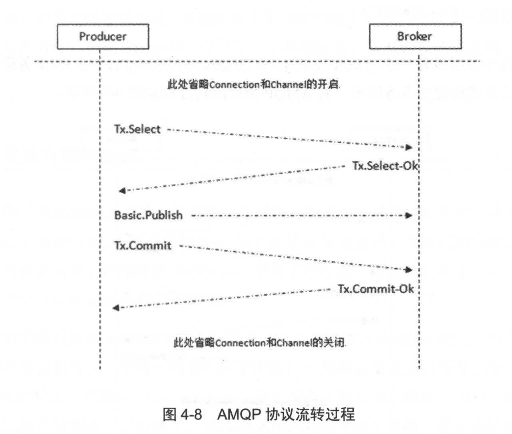 Producer Broker
此处省略Connection和Channel的开启.
Tx.Select
Tx.Select-Ok
Basic.Publish
Tx.Commit
Tx.Commit-Ok
此处省略Connection和Channel的关闭.
图 4-8 AMQP 协议流转过程